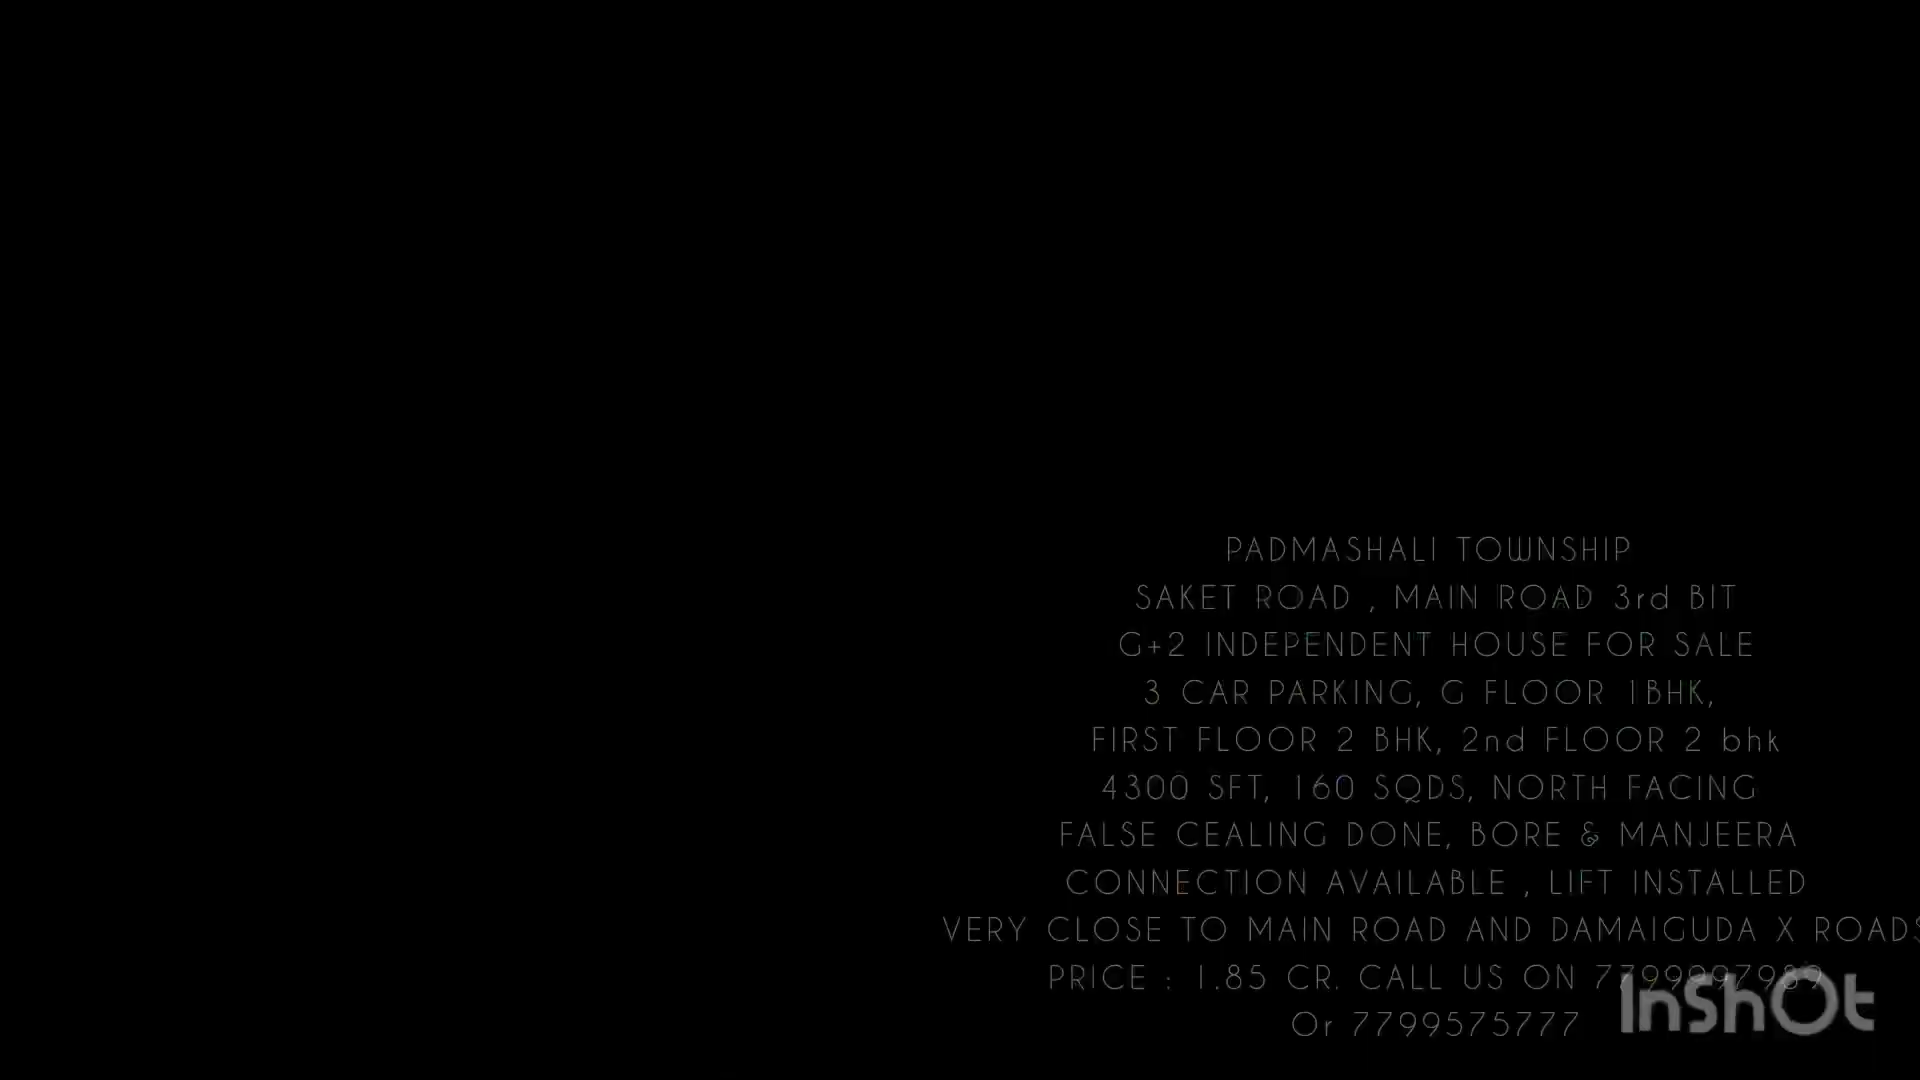 PADMASHALI TOWNSHIP
SAKET ROAD , MAIN ROAD 3rd BIT
G+2 INDEPENDENT HOUSE FOR SALE
3 CAR PARKING, G FLOOR 1BHK,
FIRST FLOOR 2 BHK, 2nd FLOOR 2 bhk
4300 SFT, 160 SQDS, NORTH FACING
FALSE CEALING DONE, BORE & MANJEERA
CONNECTION AVAILABLE , LIFT INSTALLED
VERY CLOSE TO MAIN ROAD AND DAMAIGUDA X ROADS
PRICE : 1.85 CR. CALL US ON 7799997989
Or 7799575777
InShOt